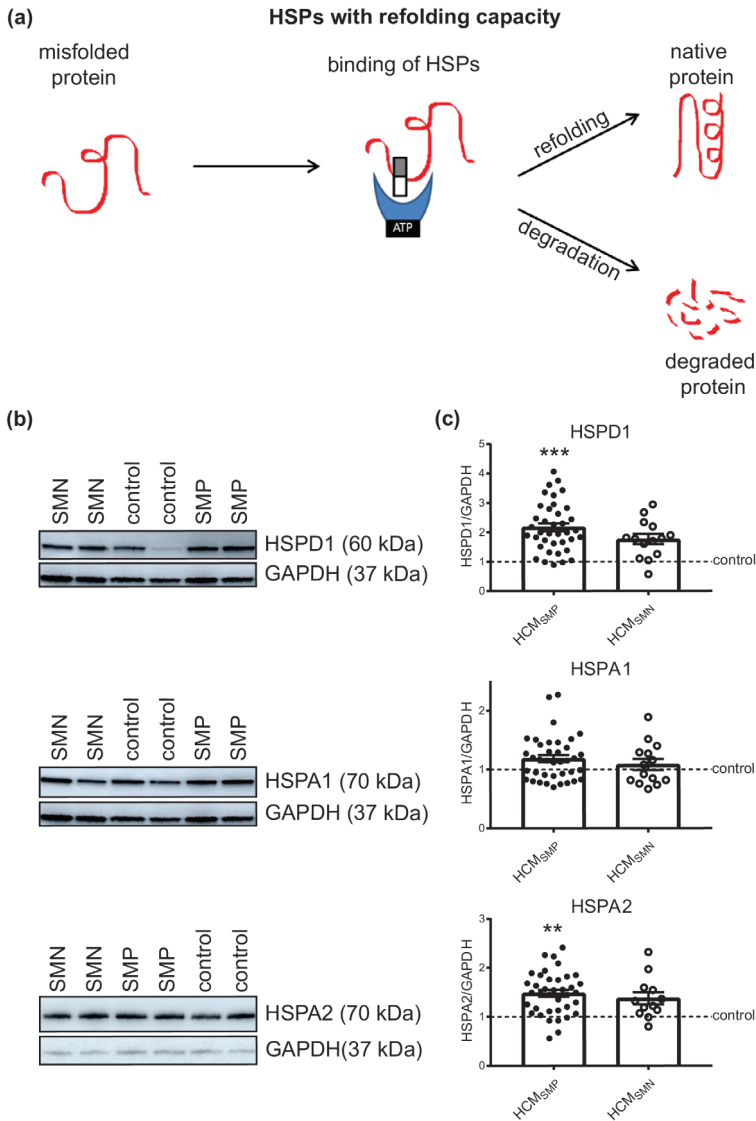 (a)
HSPs with refolding capacity
misfolded
protein
binding of HSPs
native
protein
refolding
ATP
degradation
degraded
protein
(b)
SMN
SMN
control
control
SMP
SMP
HSPD1 (60 kDa)
GAPDH (37 kDa)
SMN
SMN
control
control
SMP
SMP
HSPA1 (70 kDa)
GAPDH (37 kDa)
SMN
SMN
SMP
SMP
control
control
HSPA2 (70 kDa)
GAPDH(37 kDa)
(c)
HSPD1
***
HSPD1/GAPDH
5
4
3
2
1
0
control
HCMSMP
HCMSMN
HSPA1
HSPA1/GAPDH
2
1
0
control
HCMSMP
HCMSMN
HSPA2
**
HSPA2/GAPDH
3
2
1
0
control
HCMSMP
HCMSMN